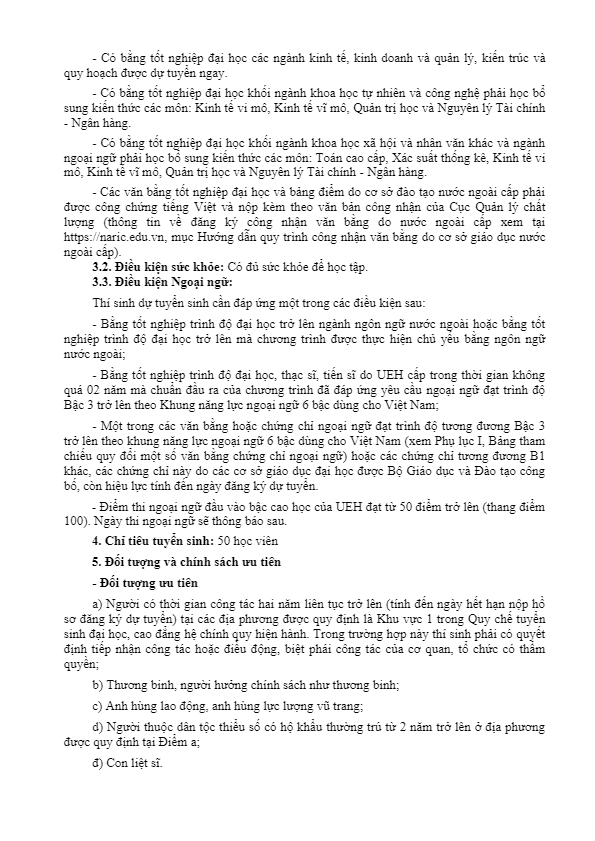 - Có bằng tốt nghiệp đại học các ngành kinh tế, kinh doanh và quản lý, kiến trúc và
quy hoạch được dự tuyển ngay.
- Có bằng tốt nghiệp đại học khối ngành khoa học tự nhiên và công nghệ phải học bổ
sung kiến thức các môn: Kinh tế vi mô, Kinh tế vĩ mô, Quản trị học và Nguyên lý Tài chính
- Ngân hàng.
- Có bằng tốt nghiệp đại học khối ngành khoa học xã hội và nhân văn khác và ngành
ngoại ngữ phải học bổ sung kiến thức các môn: Toán cao cấp, Xác suất thống kê, Kinh tế vi
mô, Kinh tế vĩ mô, Quản trị học và Nguyên lý Tài chính - Ngân hàng.
- Các văn bằng tốt nghiệp đại học và bảng điểm do cơ sở đào tạo nước ngoài cấp phải
được công chứng tiếng Việt và nộp kèm theo văn bản công nhận của Cục Quản lý chất
lượng (thông tin về đăng ký công nhận văn bằng do nước ngoài cấp xem tại
https://naric.edu.vn, mục Hướng dẫn quy trình công nhận văn bằng do cơ sở giáo dục nước
ngoài cấp).
3.2. Điều kiện sức khỏe: Có đủ sức khỏe để học tập.
3.3. Điều kiện Ngoại ngữ:
Thí sinh dự tuyển sinh cần đáp ứng một trong các điều kiện sau:
- Bằng tốt nghiệp trình độ đại học trở lên ngành ngôn ngữ nước ngoài hoặc bằng tốt
nghiệp trình độ đại học trở lên mà chương trình được thực hiện chủ yếu bằng ngôn ngữ
nước ngoài;
- Bằng tốt nghiệp trình độ đại học, thạc sĩ, tiến sĩ do UEH cấp trong thời gian không
quá 02 năm mà chuẩn đầu ra của chương trình đã đáp ứng yêu cầu ngoại ngữ đạt trình độ
Bậc 3 trở lên theo Khung năng lực ngoại ngữ 6 bậc dùng cho Việt Nam;
- Một trong các văn bằng hoặc chứng chỉ ngoại ngữ đạt trình độ tương đương Bậc 3
trở lên theo khung năng lực ngoại ngữ 6 bậc dùng cho Việt Nam (xem Phụ lục I, Bảng tham
chiếu quy đổi một số văn bằng chứng chỉ ngoại ngữ) hoặc các chứng chỉ tương đương B1
khác, các chứng chỉ này do các cơ sở giáo dục đại học được Bộ Giáo dục và Đào tạo công
bố, còn hiệu lực tính đến ngày đăng ký dự tuyển.
- Điểm thi ngoại ngữ đầu vào bậc cao học của UEH đạt từ 50 điểm trở lên (thang điểm
100). Ngày thi ngoại ngữ sẽ thông báo sau.
4. Chỉ tiêu tuyển sinh: 50 học viên
5. Đối tượng và chính sách ưu tiên
- Đối tượng ưu tiên
a) Người có thời gian công tác hai năm liên tục trở lên (tính đến ngày hết hạn nộp hồ
sơ đăng ký dự tuyển) tại các địa phương được quy định là Khu vực 1 trong Quy chế tuyển
sinh đại học, cao đẳng hệ chính quy hiện hành. Trong trường hợp này thí sinh phải có quyết
định tiếp nhận công tác hoặc điều động, biệt phái công tác của cơ quan, tổ chức có thẩm
quyền;
b) Thương binh, người hưởng chính sách như thương binh;
c) Anh hùng lao động, anh hùng lực lượng vũ trang;
d) Người thuộc dân tộc thiểu số có hộ khẩu thường trú từ 2 năm trở lên ở địa phương
được quy định tại Điểm a;
đ) Con liệt sĩ.